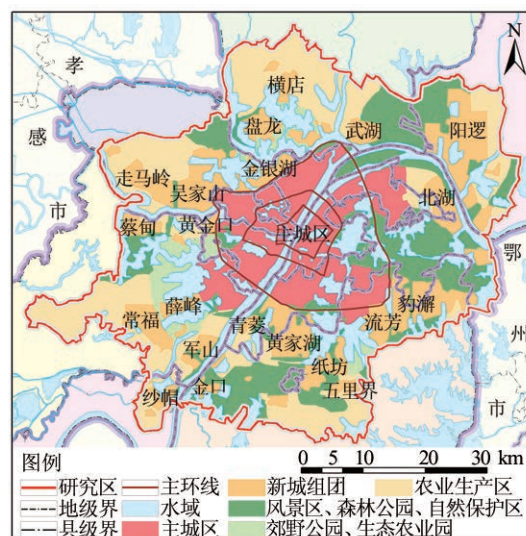 N
孝
感
市
横店
盘龙
武湖
阳逻
金银湖
走马岭
吴家山
北湖
蔡甸
黄金口
主城区
鄂
州
市
薛峰
豹澥
常福
青菱
流芳
黄家湖
军山
纸坊
五里界
纱帽
金口
图例
0 5 10 20 30 km
研究区 主环线 新城组团 农业生产区
地级界 水域 风景区、森林公园、自然保护区
县级界 主城区 郊野公园、生态农业园